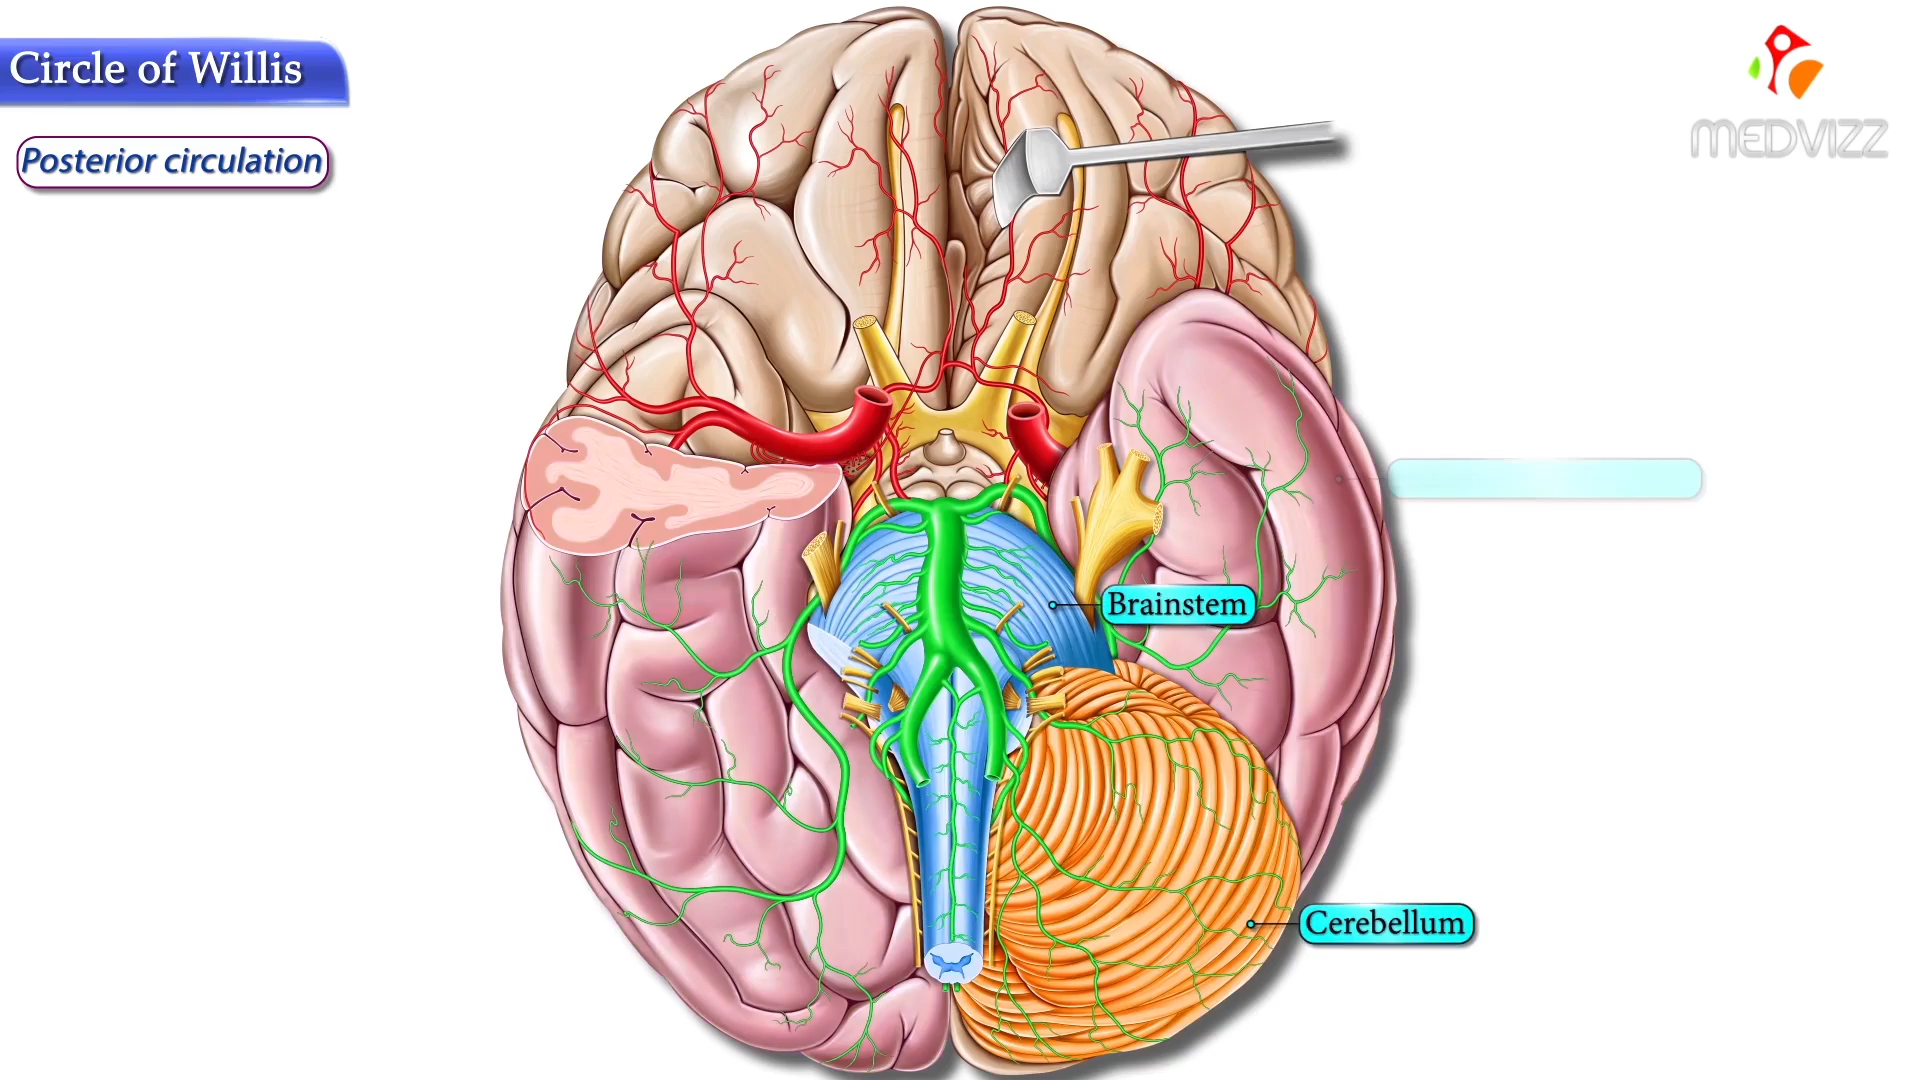 Circle of Willis
Posterior circulation
MEDVIZZ
Brainstem
Cerebellum